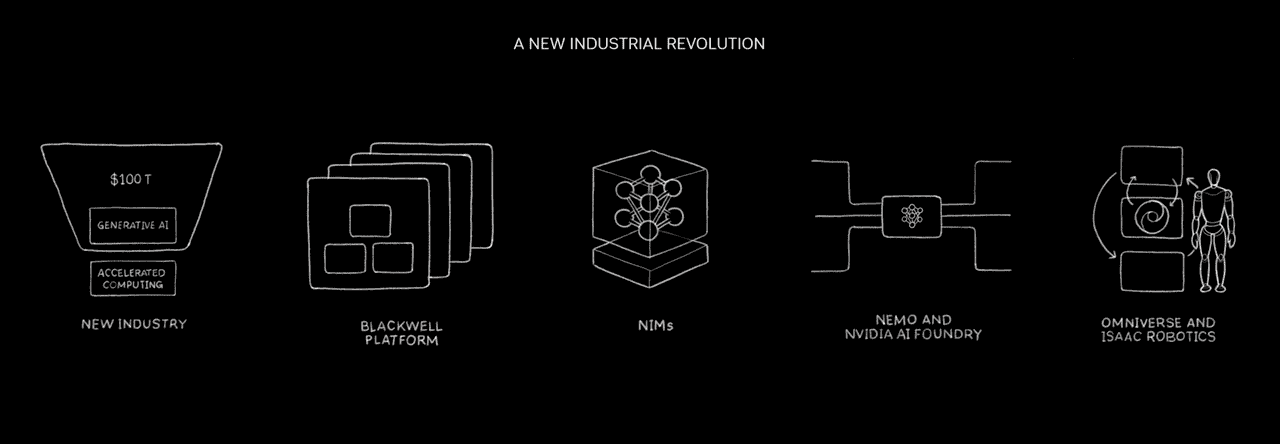 A NEW INDUSTRIAL REVOLUTION
$100 T
GENERATIVE AI
ACCELERATED
COMPUTING
NEW INDUSTRY
BLACKWELL
PLATFORM
NIMs
NEMO AND
NVIDIA AI FOUNDRY
OMNIVERSE AND
ISAAC ROBOTICS